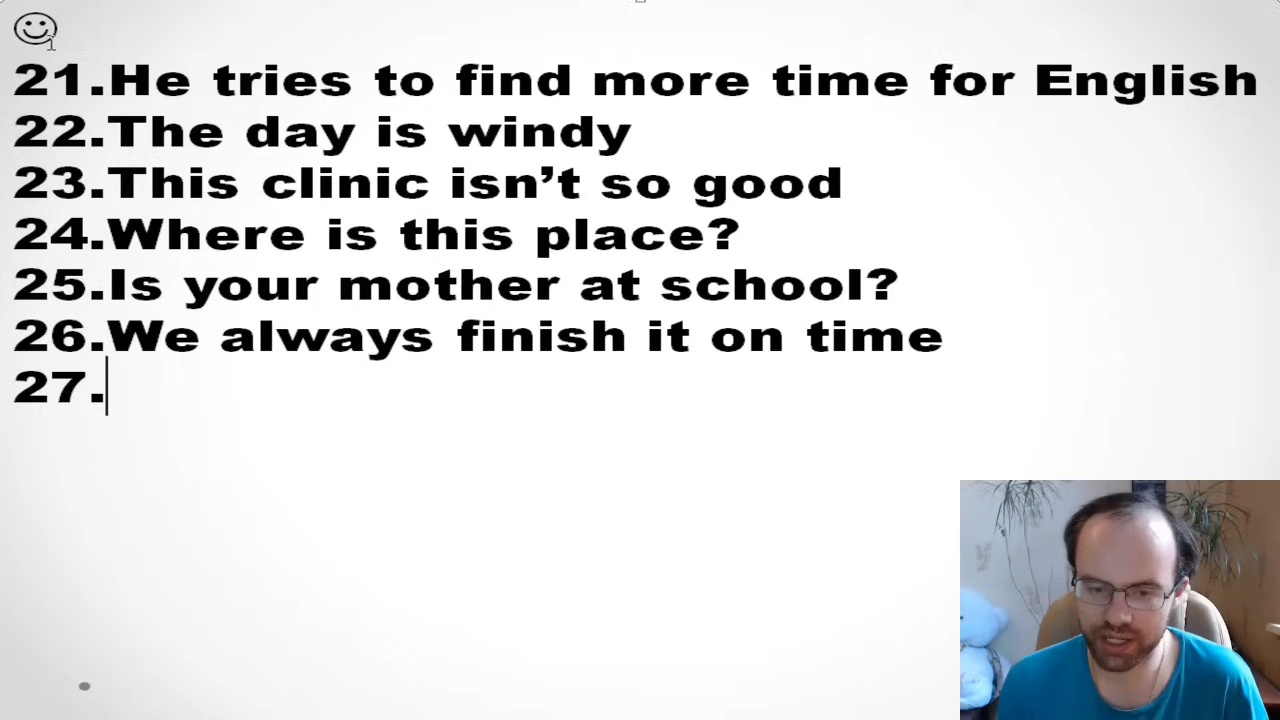 21.He tries to find more time for English
22.The day is windy
23.This clinic isn’t so good
24.Where is this place?
25.Is your mother at school?
26.We always finish it on time
27.